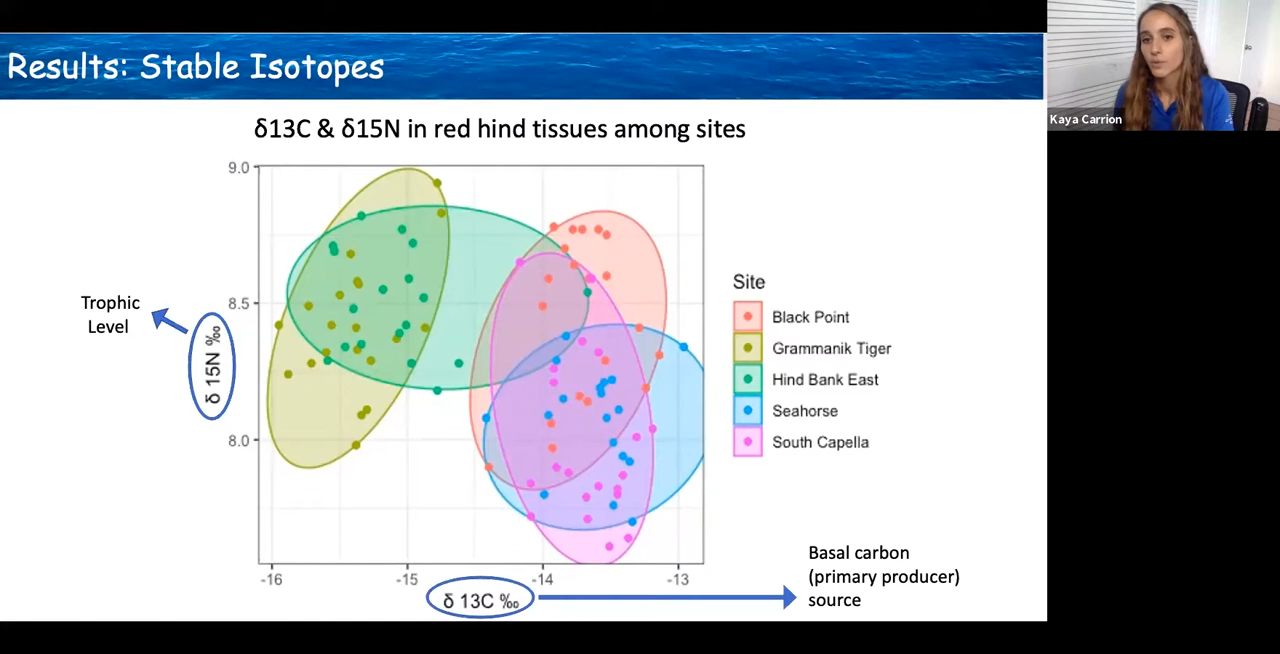 Results: Stable Isotopes
Kaya Carrion
δ13C & δ15N in red hind tissues among sites
9.0
8.5
8.0
Trophic
Level
δ 15N ‰
-16
-15
-14
-13
δ 13C ‰
Site
Black Point
Grammanik Tiger
Hind Bank East
Seahorse
South Capella
Basal carbon
(primary producer)
source